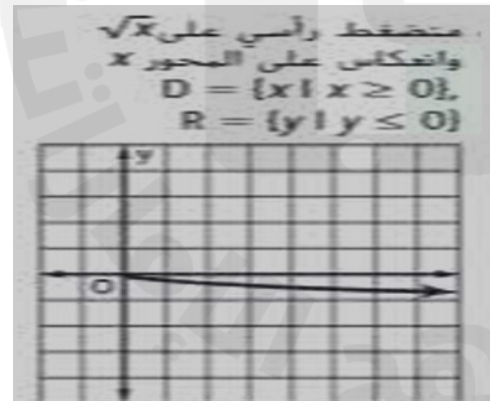 متضغط رأسي على √x
وانعكاس على المحور x
D = {x | x ≥ 0},
R = {y | y ≤ 0}
y
O